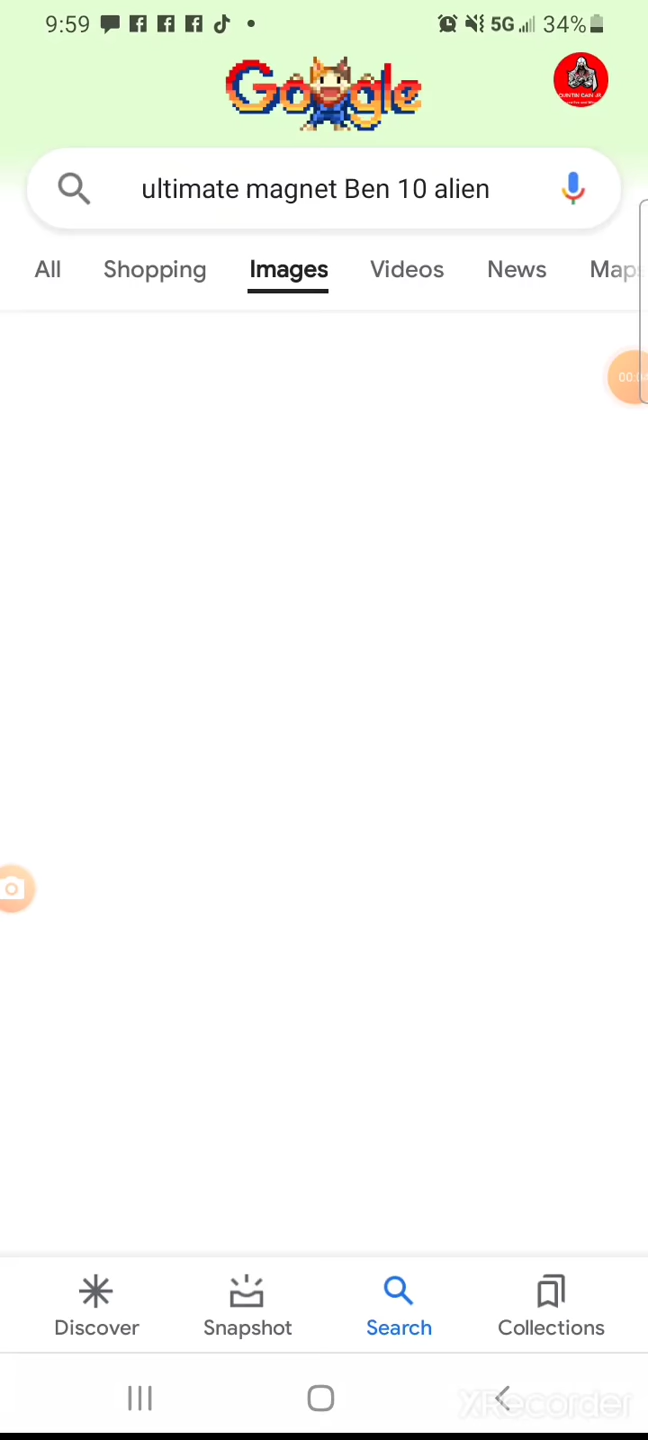 9:59 5G 34%
Google
ultimate magnet Ben 10 alien
All Shopping Images Videos News Maps
Discover Snapshot Search Collections
XRecorder